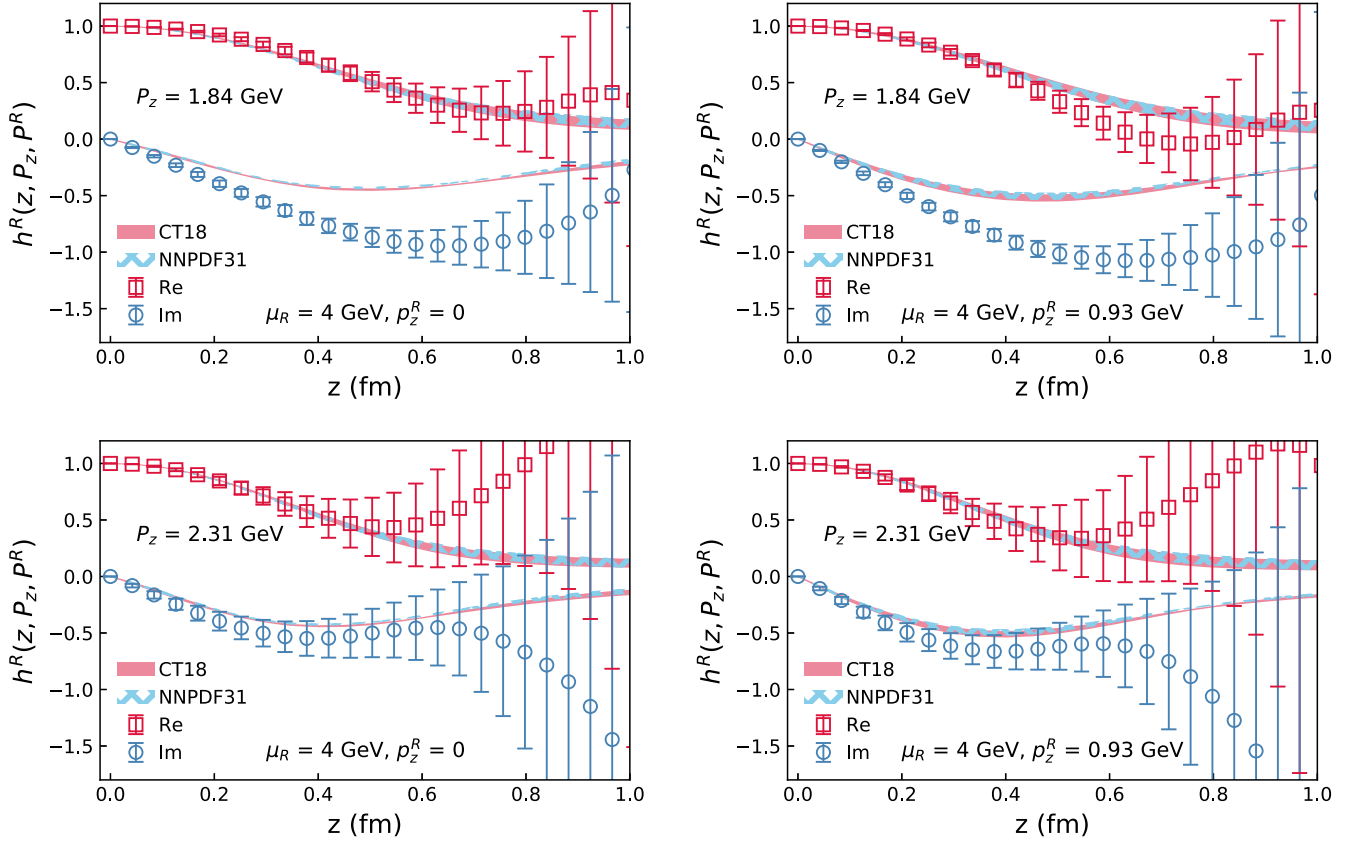 1.0
0.5
0.0
−0.5
−1.0
−1.5
h^R(z, P_z, P^R)
P_z = 1.84 GeV
CT18
NNPDF31
Re
Im
μ_R = 4 GeV, p_z^R = 0
0.0 0.2 0.4 0.6 0.8 1.0
z (fm)
1.0
0.5
0.0
−0.5
−1.0
−1.5
h^R(z, P_z, P^R)
P_z = 1.84 GeV
CT18
NNPDF31
Re
Im
μ_R = 4 GeV, p_z^R = 0.93 GeV
0.0 0.2 0.4 0.6 0.8 1.0
z (fm)
1.0
0.5
0.0
−0.5
−1.0
−1.5
h^R(z, P_z, P^R)
P_z = 2.31 GeV
CT18
NNPDF31
Re
Im
μ_R = 4 GeV, p_z^R = 0
0.0 0.2 0.4 0.6 0.8 1.0
z (fm)
1.0
0.5
0.0
−0.5
−1.0
−1.5
h^R(z, P_z, P^R)
P_z = 2.31 GeV
CT18
NNPDF31
Re
Im
μ_R = 4 GeV, p_z^R = 0.93 GeV
0.0 0.2 0.4 0.6 0.8 1.0
z (fm)